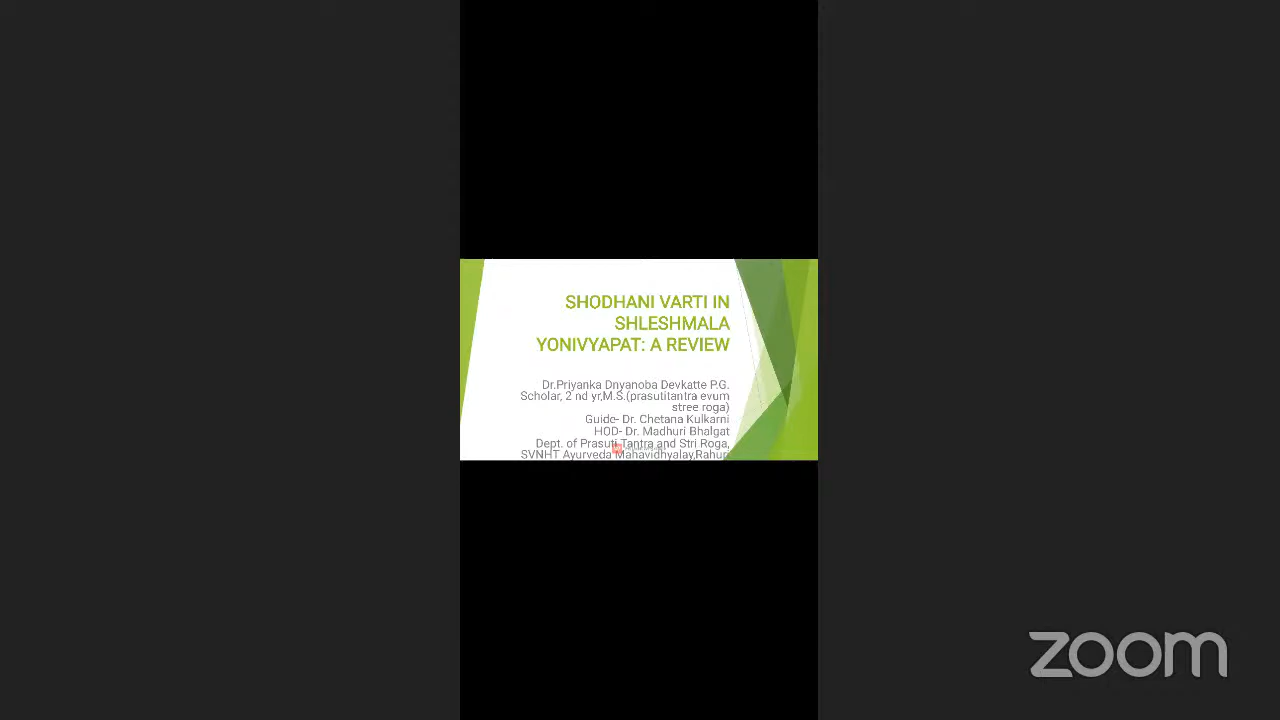 SHODHANI VARTI IN
SHLESHMALA
YONIVYAPAT: A REVIEW
Dr.Priyanka Dnyanoba Devkatte P.G.
Scholar, 2 nd yr,M.S.(prasutitantra evum
stree roga)
Guide- Dr. Chetana Kulkarni
HOD- Dr. Madhuri Bhalgat
Dept. of Prasuti Tantra and Stri Roga,
SVNHT Ayurveda Mahavidhyalay,Rahuri
zoom